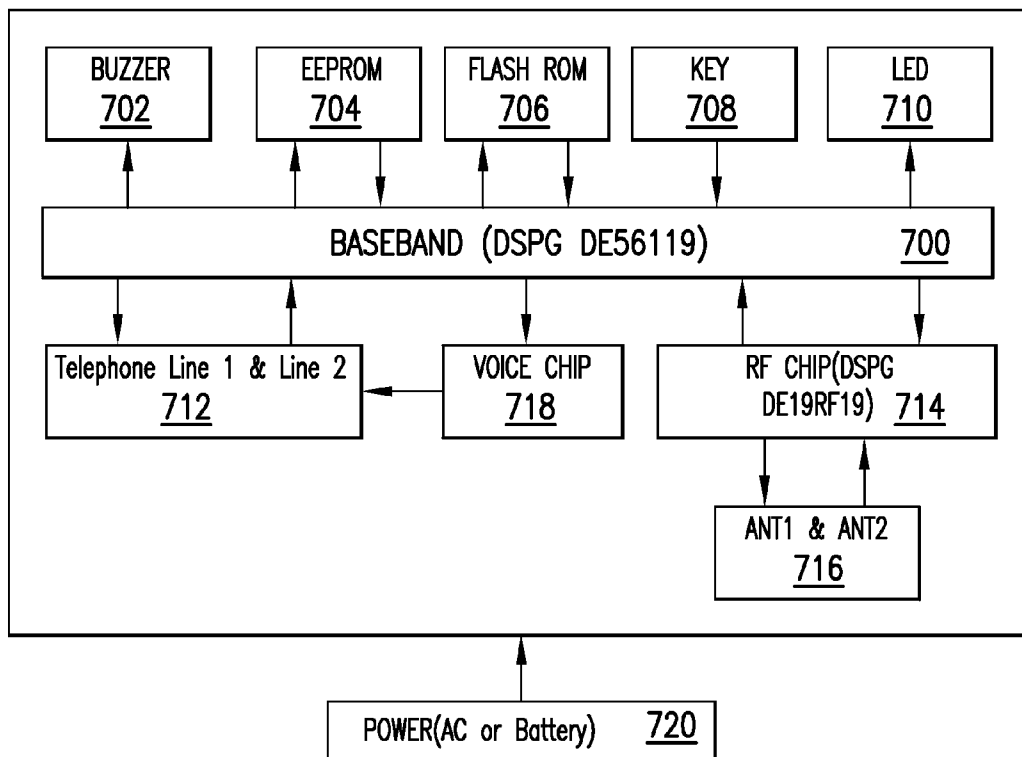 BUZZER
702
EEPROM
704
FLASH ROM
706
KEY
708
LED
710
BASEBAND (DSPG DE56119) 700
Telephone Line 1 & Line 2
712
VOICE CHIP
718
RF CHIP(DSPG
DE19RF19) 714
ANT1 & ANT2
716
POWER(AC or Battery) 720